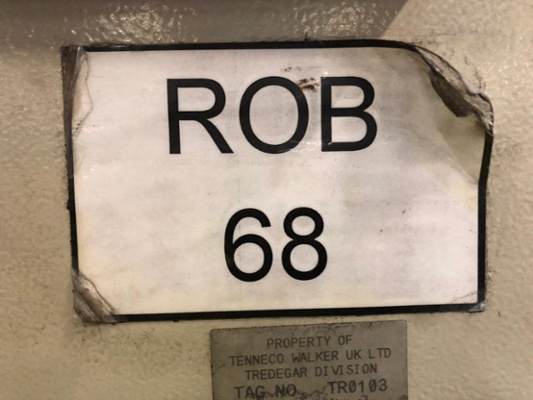 ROB
68
PROPERTY OF
TENNECO WALKER UK LTD
TREDEGAR DIVISION
TAG NO TR0103